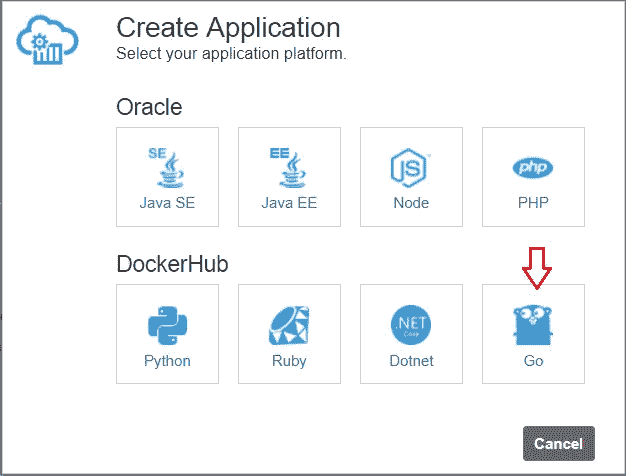 Create Application
Select your application platform.
Oracle
SE
EE
JS
php
Java SE
Java EE
Node
PHP
DockerHub
.NET
Core
Python
Ruby
Dotnet
Go
Cancel